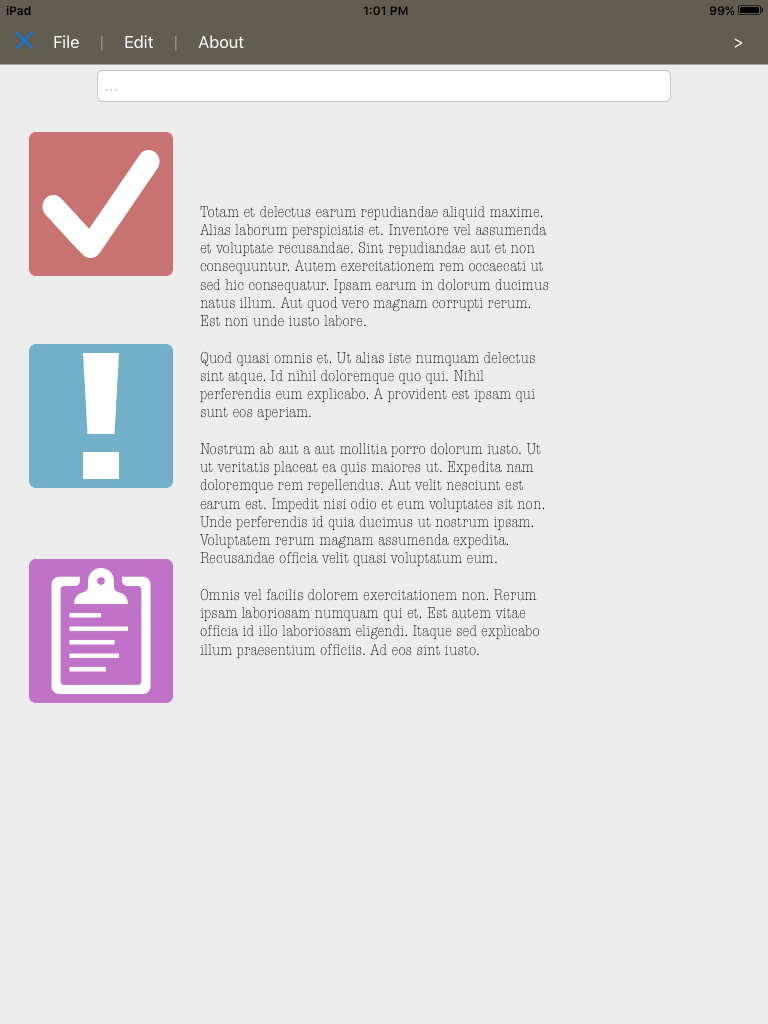 iPad 1:01 PM 99%
File | Edit | About >
...
Totam et delectus earum repudiandae aliquid maxime.
Alias laborum perspiciatis et. Inventore vel assumenda
et voluptate recusandae. Sint repudiandae aut et non
consequuntur. Autem exercitationem rem occaecati ut
sed hic consequatur. Ipsam earum in dolorum ducimus
natus illum. Aut quod vero magnam corrupti rerum.
Est non unde iusto labore.
Quod quasi omnis et. Ut alias iste numquam delectus
sint atque. Id nihil doloremque quo qui. Nihil
perferendis eum explicabo. A provident est ipsam qui
sunt eos aperiam.
Nostrum ab aut a aut mollitia porro dolorum iusto. Ut
ut veritatis placeat ea quis maiores ut. Expedita nam
doloremque rem repellendus. Aut velit nesciunt est
earum est. Impedit nisi odio et eum voluptates sit non.
Unde perferendis id quia ducimus ut nostrum ipsam.
Voluptatem rerum magnam assumenda expedita.
Recusandae officia velit quasi voluptatum eum.
Omnis vel facilis dolorem exercitationem non. Rerum
ipsam laboriosam numquam qui et. Est autem vitae
officia id illo laboriosam eligendi. Itaque sed explicabo
illum praesentium officiis. Ad eos sint iusto.